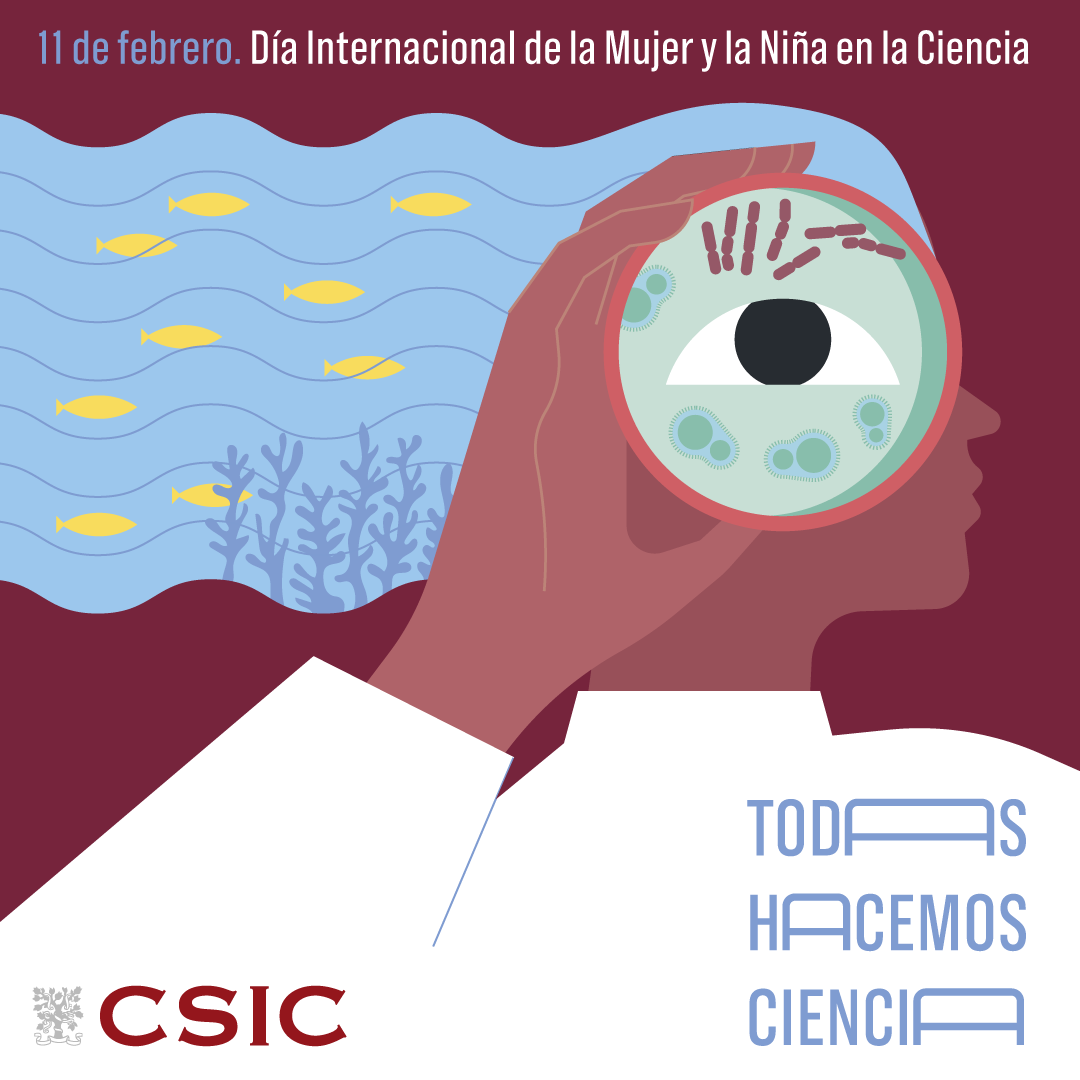 11 de febrero. Día Internacional de la Mujer y la Niña en la Ciencia
TODAS
HACEMOS
CIENCIA
CSIC